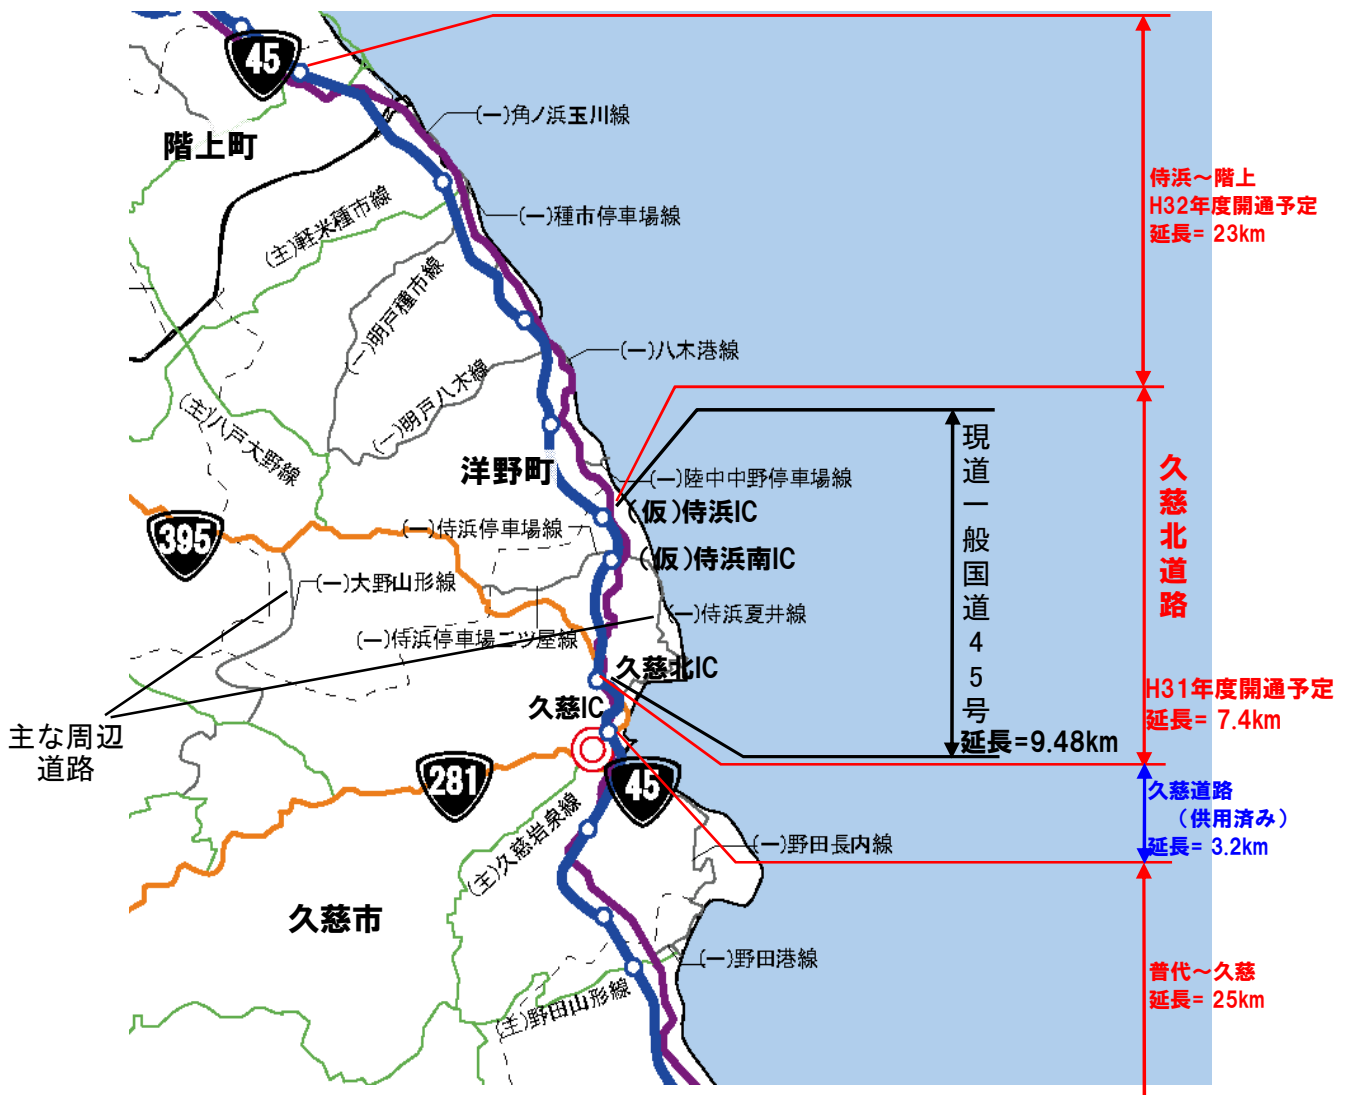 45
階上町
(一)角ノ浜玉川線
侍浜～階上
H32年度開通予定
延長= 23km
(一)種市停車場線
(主)軽米種市線
(一)明戸種市線
(一)八木港線
(一)明戸八木線
(主)八戸大野線
洋野町
(一)陸中中野停車場線
(仮)侍浜IC
395
(一)侍浜停車場線
(仮)侍浜南IC
(一)大野山形線
(一)侍浜夏井線
(一)侍浜停車場二ツ屋線
現道一般国道45号
延長=9.48km
久慈北道路
H31年度開通予定
延長= 7.4km
久慈北IC
久慈IC
主な周辺
道路
281
45
久慈道路
（供用済み）
延長= 3.2km
(主)久慈岩泉線
(一)野田長内線
久慈市
(一)野田港線
(主)野田山形線
普代～久慈
延長= 25km